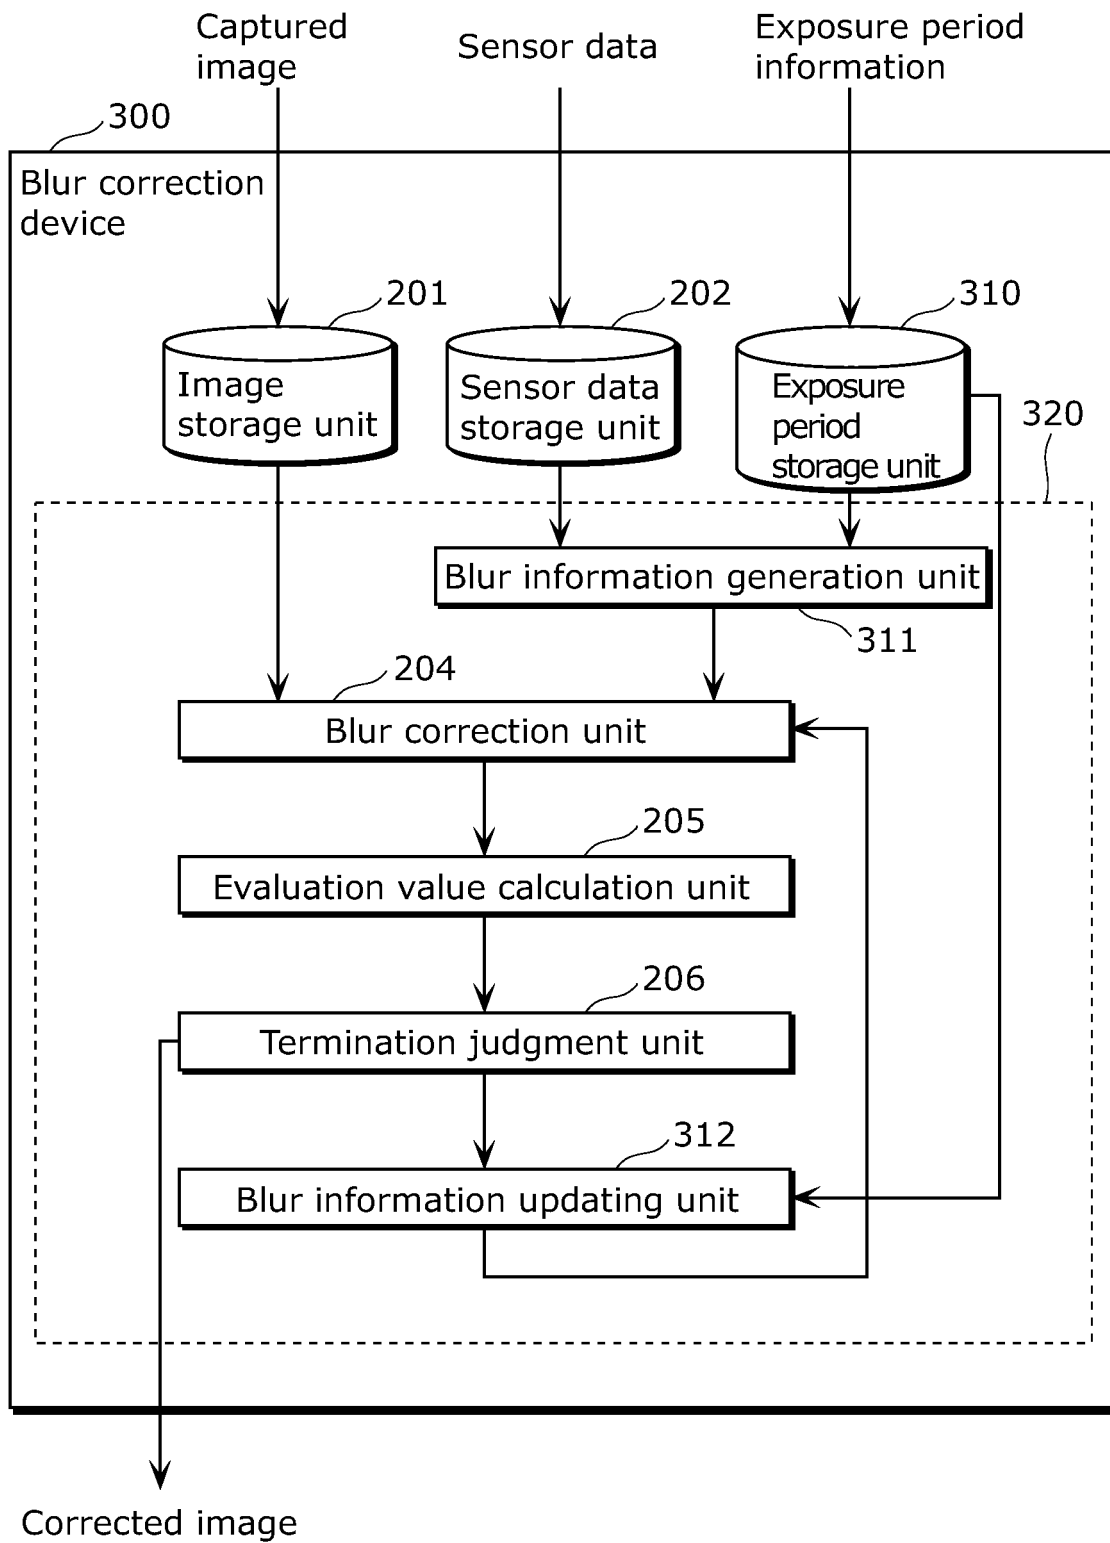 Captured
image
Sensor data
Exposure period
information
300
Blur correction
device
201
202
310
Image
storage unit
Sensor data
storage unit
Exposure
period
storage unit
320
Blur information generation unit
311
204
Blur correction unit
205
Evaluation value calculation unit
206
Termination judgment unit
312
Blur information updating unit
Corrected image